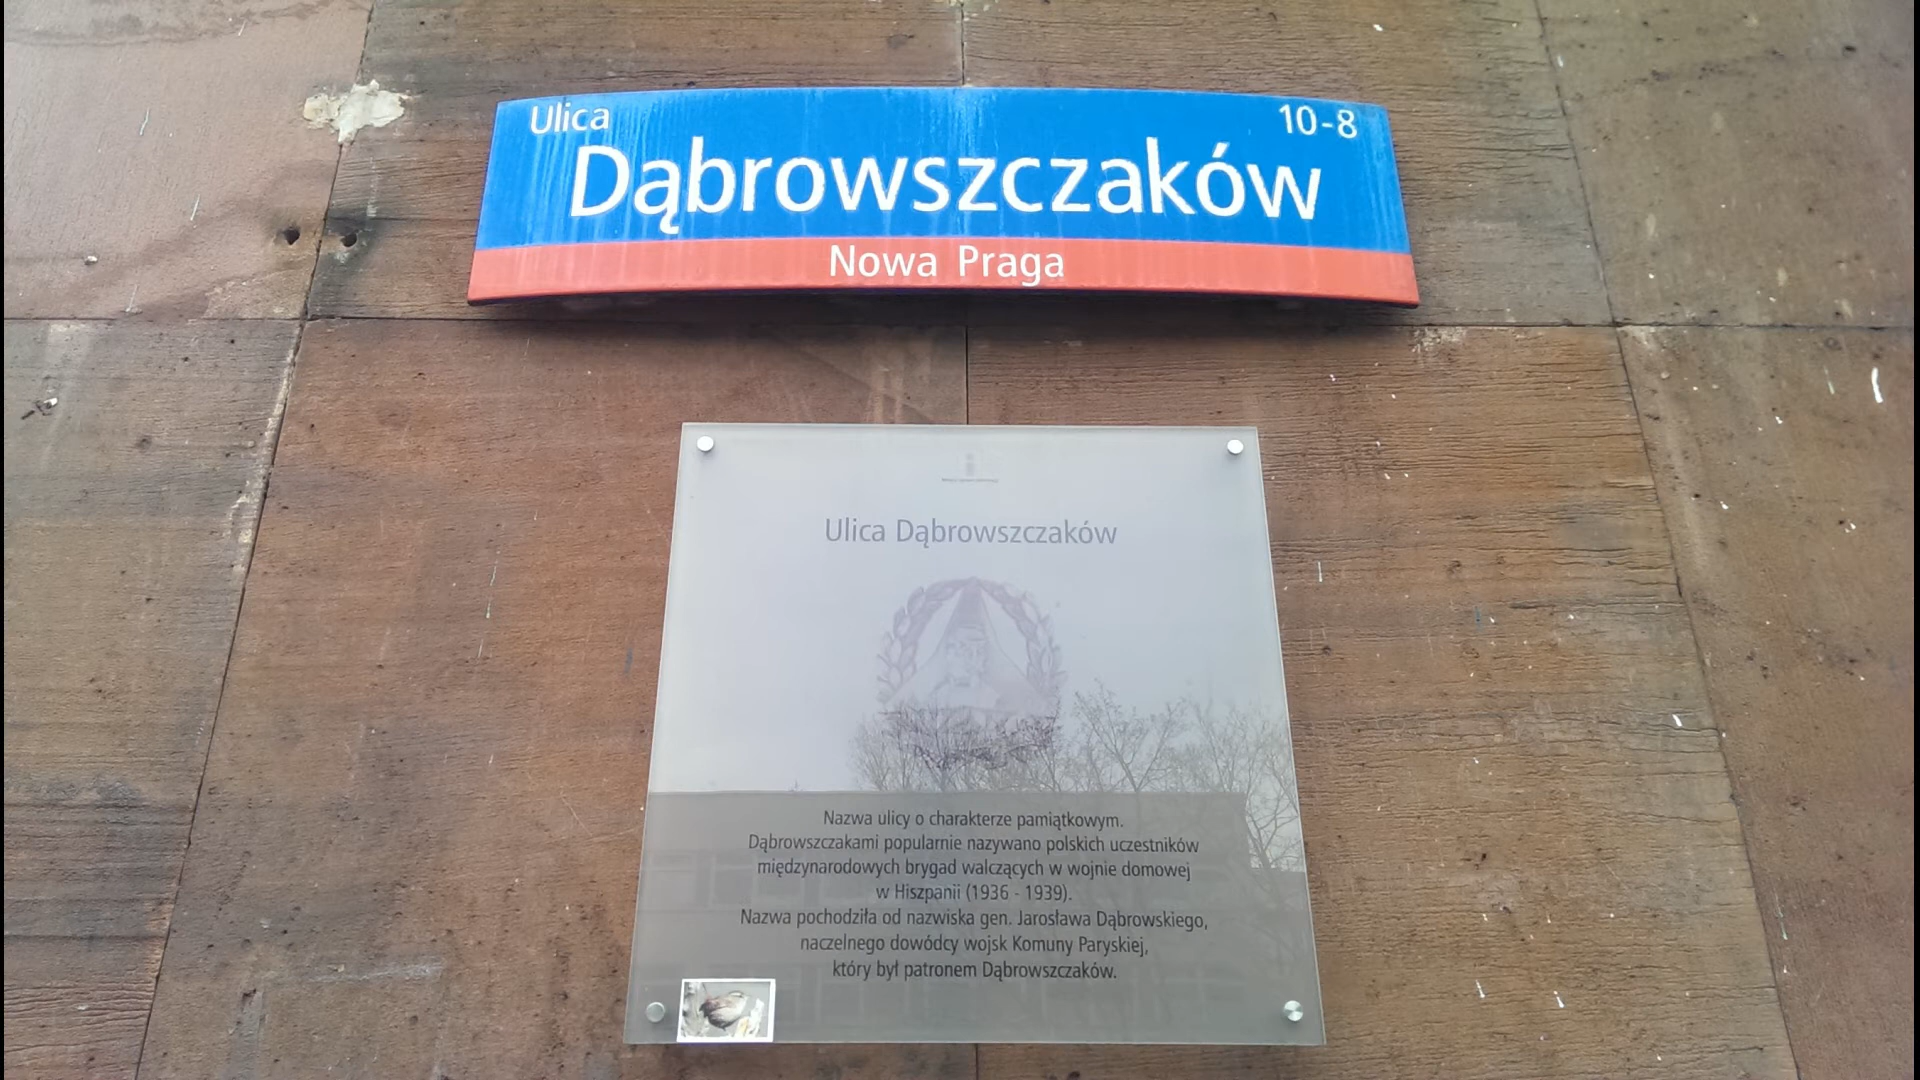 Ulica 10-8
Dąbrowszczaków
Nowa Praga
Ulica Dąbrowszczaków
Nazwa ulicy o charakterze pamiątkowym.
Dąbrowszczakami popularnie nazywano polskich uczestników
międzynarodowych brygad walczących w wojnie domowej
w Hiszpanii (1936 - 1939).
Nazwa pochodziła od nazwiska gen. Jarosława Dąbrowskiego,
naczelnego dowódcy wojsk Komuny Paryskiej,
który był patronem Dąbrowszczaków.